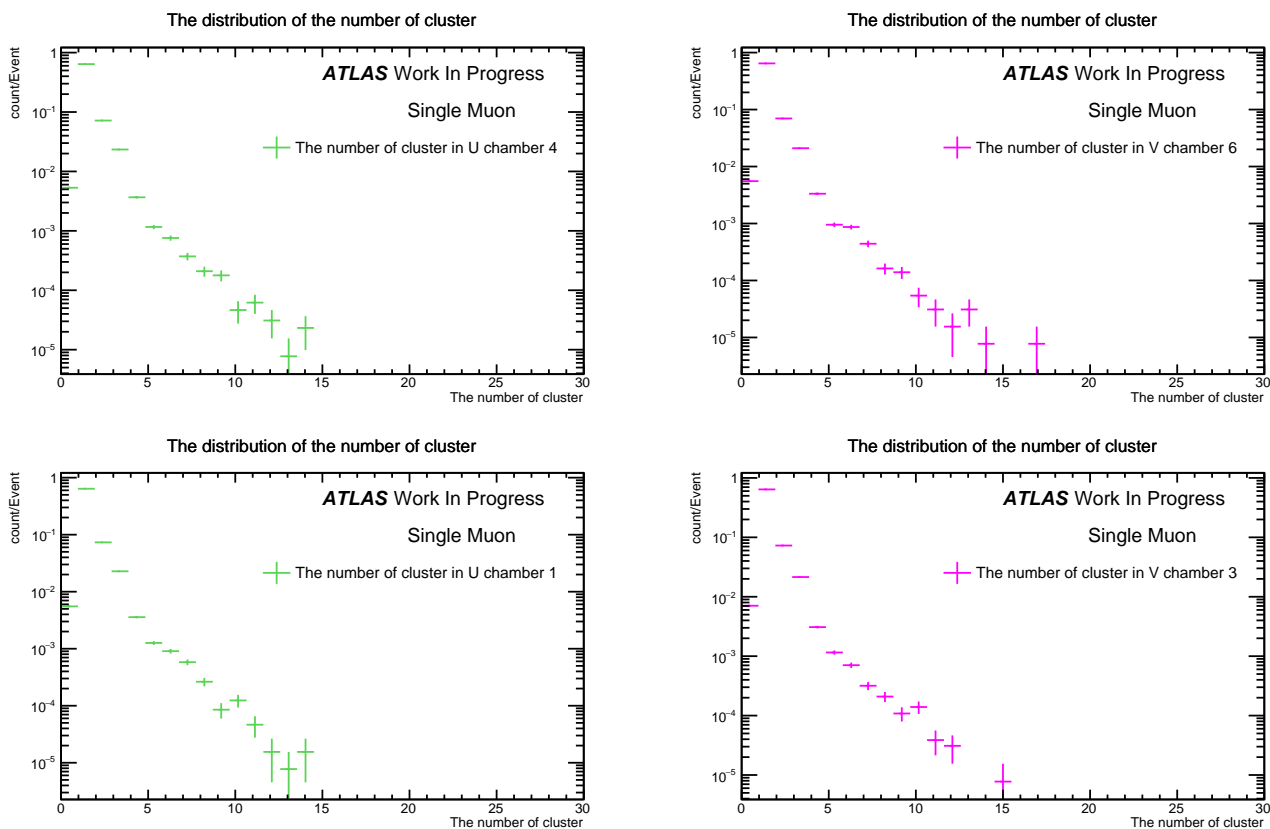 The distribution of the number of cluster
count/Event
1
10⁻¹
10⁻²
10⁻³
10⁻⁴
10⁻⁵
ATLAS Work In Progress
Single Muon
The number of cluster in U chamber 4
0 5 10 15 20 25 30
The number of cluster
The distribution of the number of cluster
count/Event
1
10⁻¹
10⁻²
10⁻³
10⁻⁴
10⁻⁵
ATLAS Work In Progress
Single Muon
The number of cluster in V chamber 6
0 5 10 15 20 25 30
The number of cluster
The distribution of the number of cluster
count/Event
1
10⁻¹
10⁻²
10⁻³
10⁻⁴
10⁻⁵
ATLAS Work In Progress
Single Muon
The number of cluster in U chamber 1
0 5 10 15 20 25 30
The number of cluster
The distribution of the number of cluster
count/Event
1
10⁻¹
10⁻²
10⁻³
10⁻⁴
10⁻⁵
ATLAS Work In Progress
Single Muon
The number of cluster in V chamber 3
0 5 10 15 20 25 30
The number of cluster